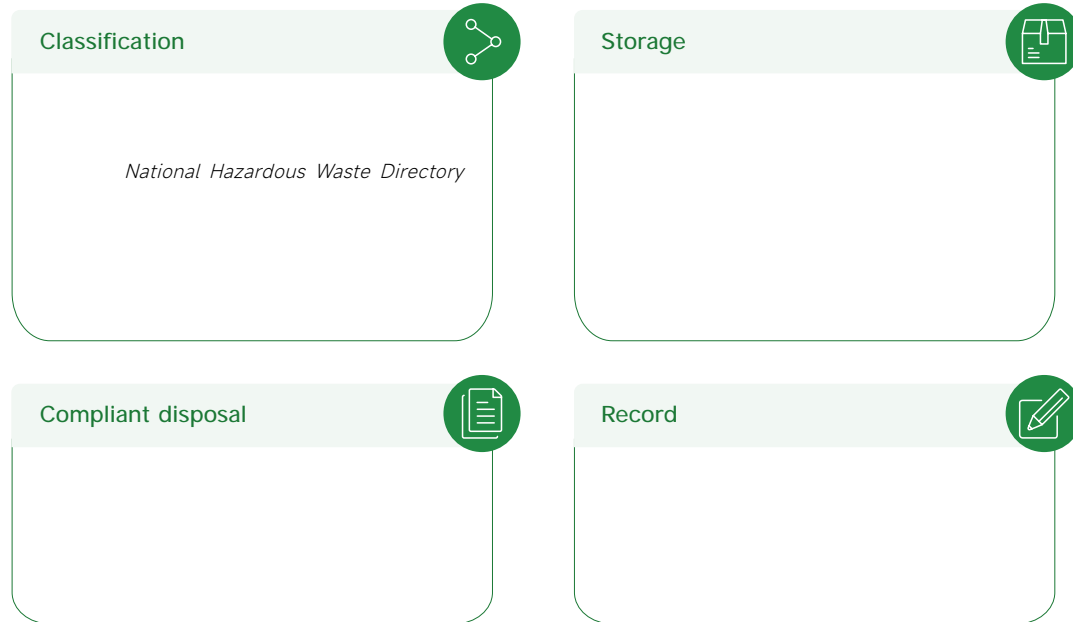 Classification
National Hazardous Waste Directory
Storage
Compliant disposal
Record